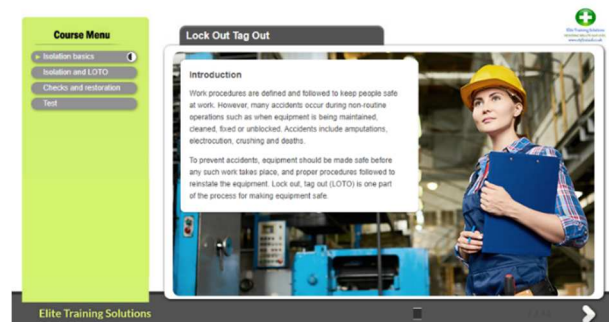 Course Menu
Isolation basics
Isolation and LOTO
Checks and restoration
Test
Lock Out Tag Out
Elite Training Solutions
Introduction
Work procedures are defined and followed to keep people safe
at work. However, many accidents occur during non-routine
operations such as when equipment is being maintained,
cleaned, fixed or unblocked. Accidents include amputations,
electrocution, crushing and deaths.
To prevent accidents, equipment should be made safe before
any such work takes place, and proper procedures followed to
reinstate the equipment. Lock out, tag out (LOTO) is one part
of the process for making equipment safe.
Elite Training Solutions